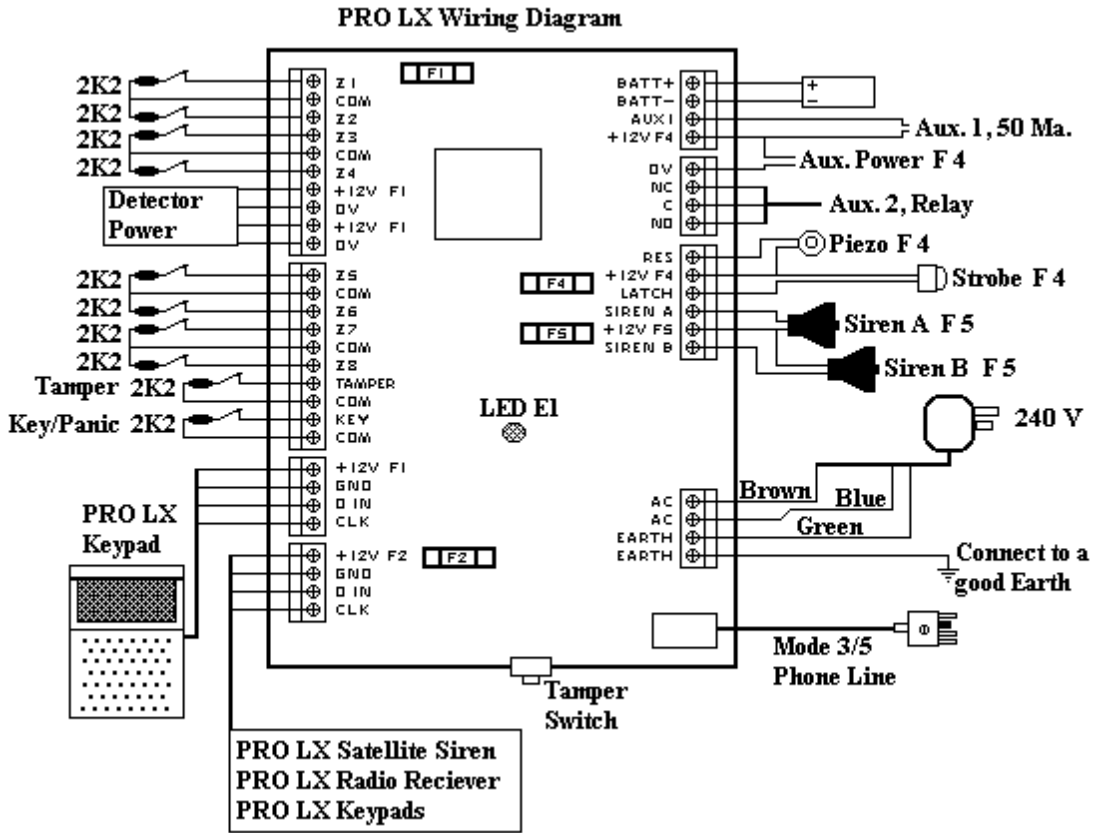 PRO LX Wiring Diagram
F1
2K2
2K2
2K2
2K2
Z1
COM
Z2
Z3
COM
Z4
+12V F1
0V
+12V F1
0V
Detector
Power
BATT+
BATT-
AUX1
+12V F4
+
-
Aux. 1, 50 Ma.
Aux. Power F 4
0V
NC
C
NO
Aux. 2, Relay
RES
+12V F4
LATCH
SIREN A
+12V F5
SIREN B
Piezo F 4
Strobe F 4
Siren A F 5
Siren B F 5
F4
F5
2K2
2K2
2K2
2K2
Tamper 2K2
Key/Panic 2K2
Z5
COM
Z6
Z7
COM
Z8
TAMPER
COM
KEY
COM
LED E1
240 V
+12V F1
GND
D IN
CLK
PRO LX
Keypad
Brown
Blue
Green
AC
AC
EARTH
EARTH
Connect to a
good Earth
+12V F2
GND
D IN
CLK
F2
Mode 3/5
Phone Line
Tamper
Switch
PRO LX Satellite Siren
PRO LX Radio Reciever
PRO LX Keypads